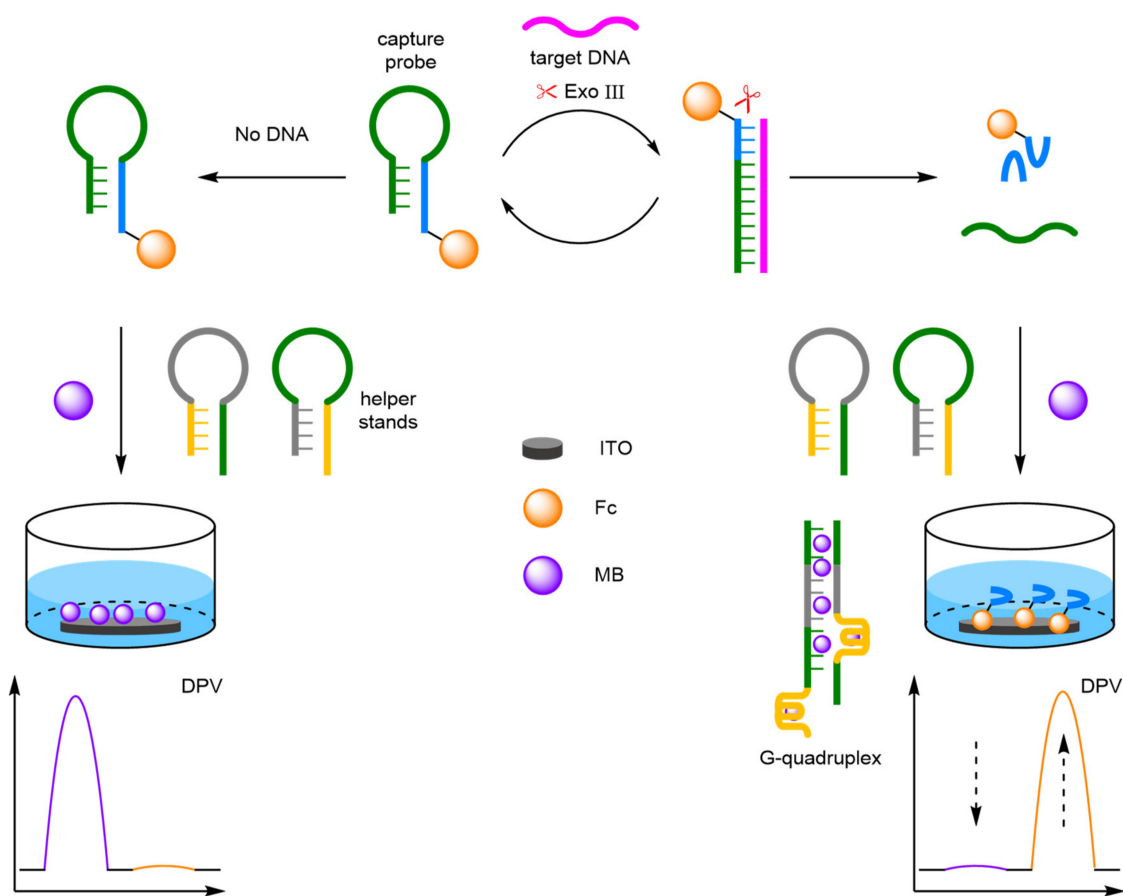 capture
probe
target DNA
Exo III
No DNA
helper
stands
ITO
Fc
MB
DPV
DPV
G-quadruplex